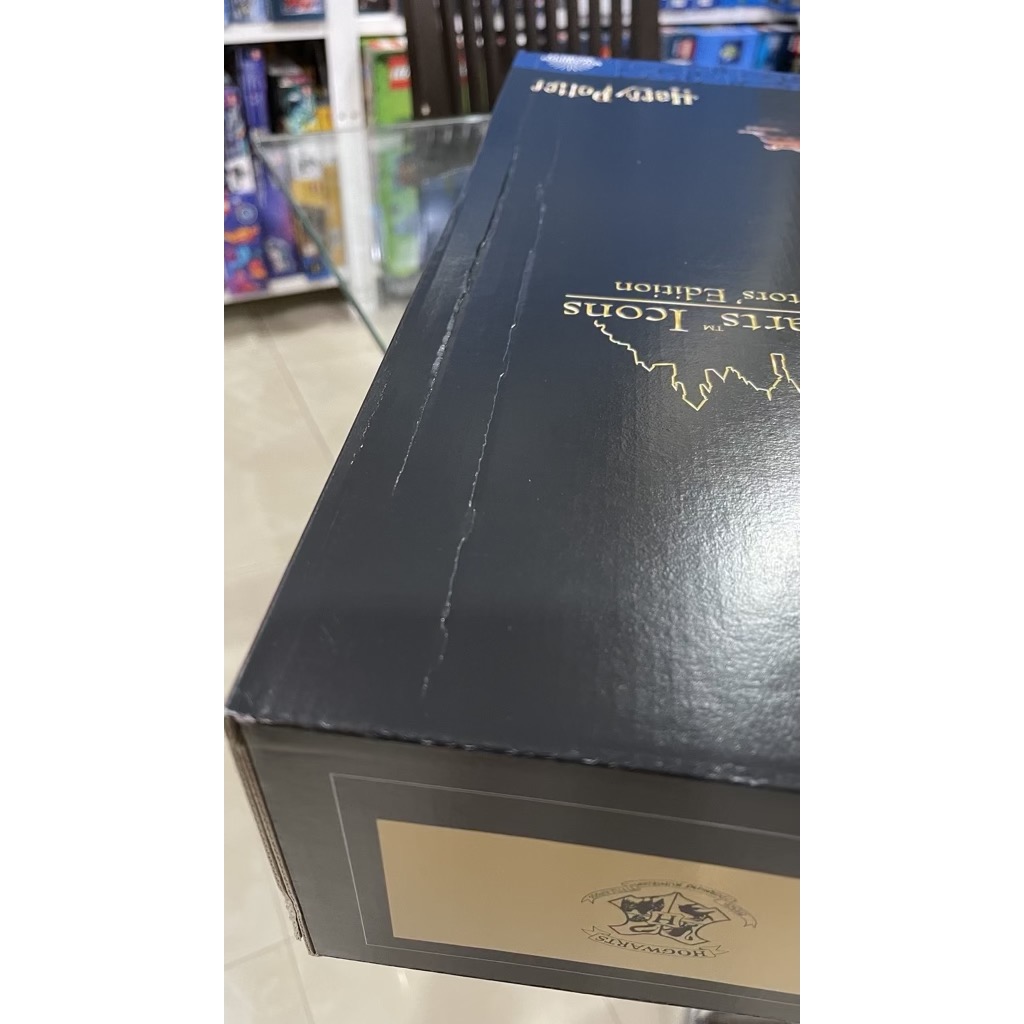 Harry Potter
arts™ Icons
tors' Edition
HOGWARTS